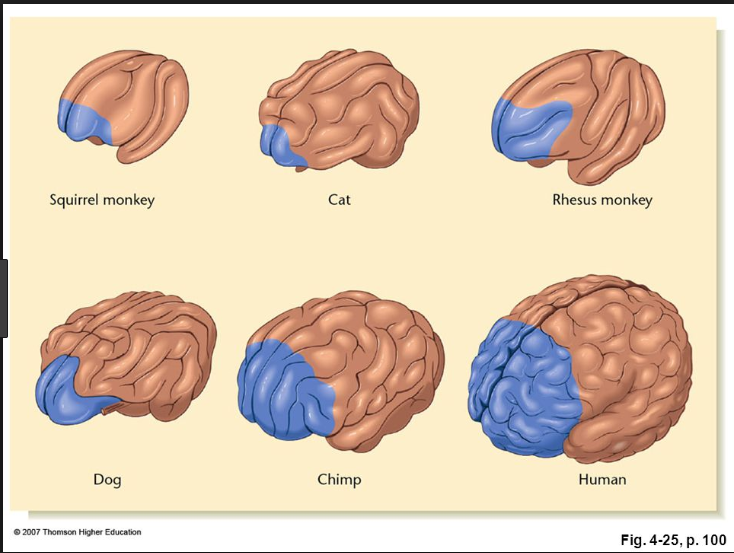 Squirrel monkey
Cat
Rhesus monkey
Dog
Chimp
Human
© 2007 Thomson Higher Education
Fig. 4-25, p. 100